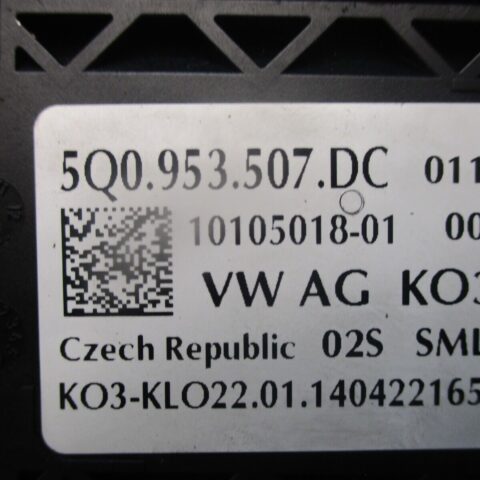 5Q0.953.507.DC 011
10105018-01 00
VW AG KO3
Czech Republic 02S SML
KO3-KLO22.01.140422165